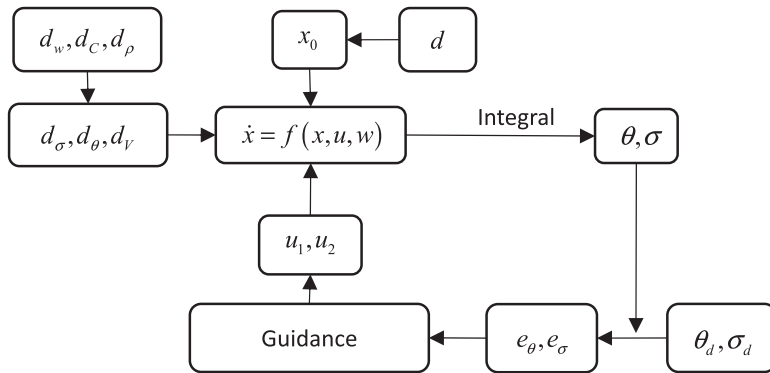 d_w, d_C, d_ρ
x_0
d
d_σ, d_θ, d_V
ẋ = f(x, u, w)
Integral
θ, σ
u_1, u_2
Guidance
e_θ, e_σ
θ_d, σ_d